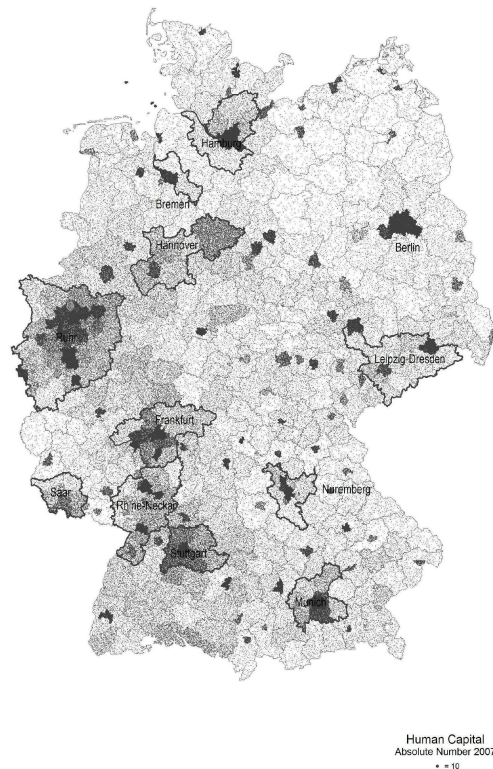 Hamburg
Bremen
Hannover
Berlin
Ruhr
Leipzig-Dresden
Frankfurt
Saar
Rhine-Neckar
Nuremberg
Stuttgart
Munich
Human Capital
Absolute Number 2007
• = 10